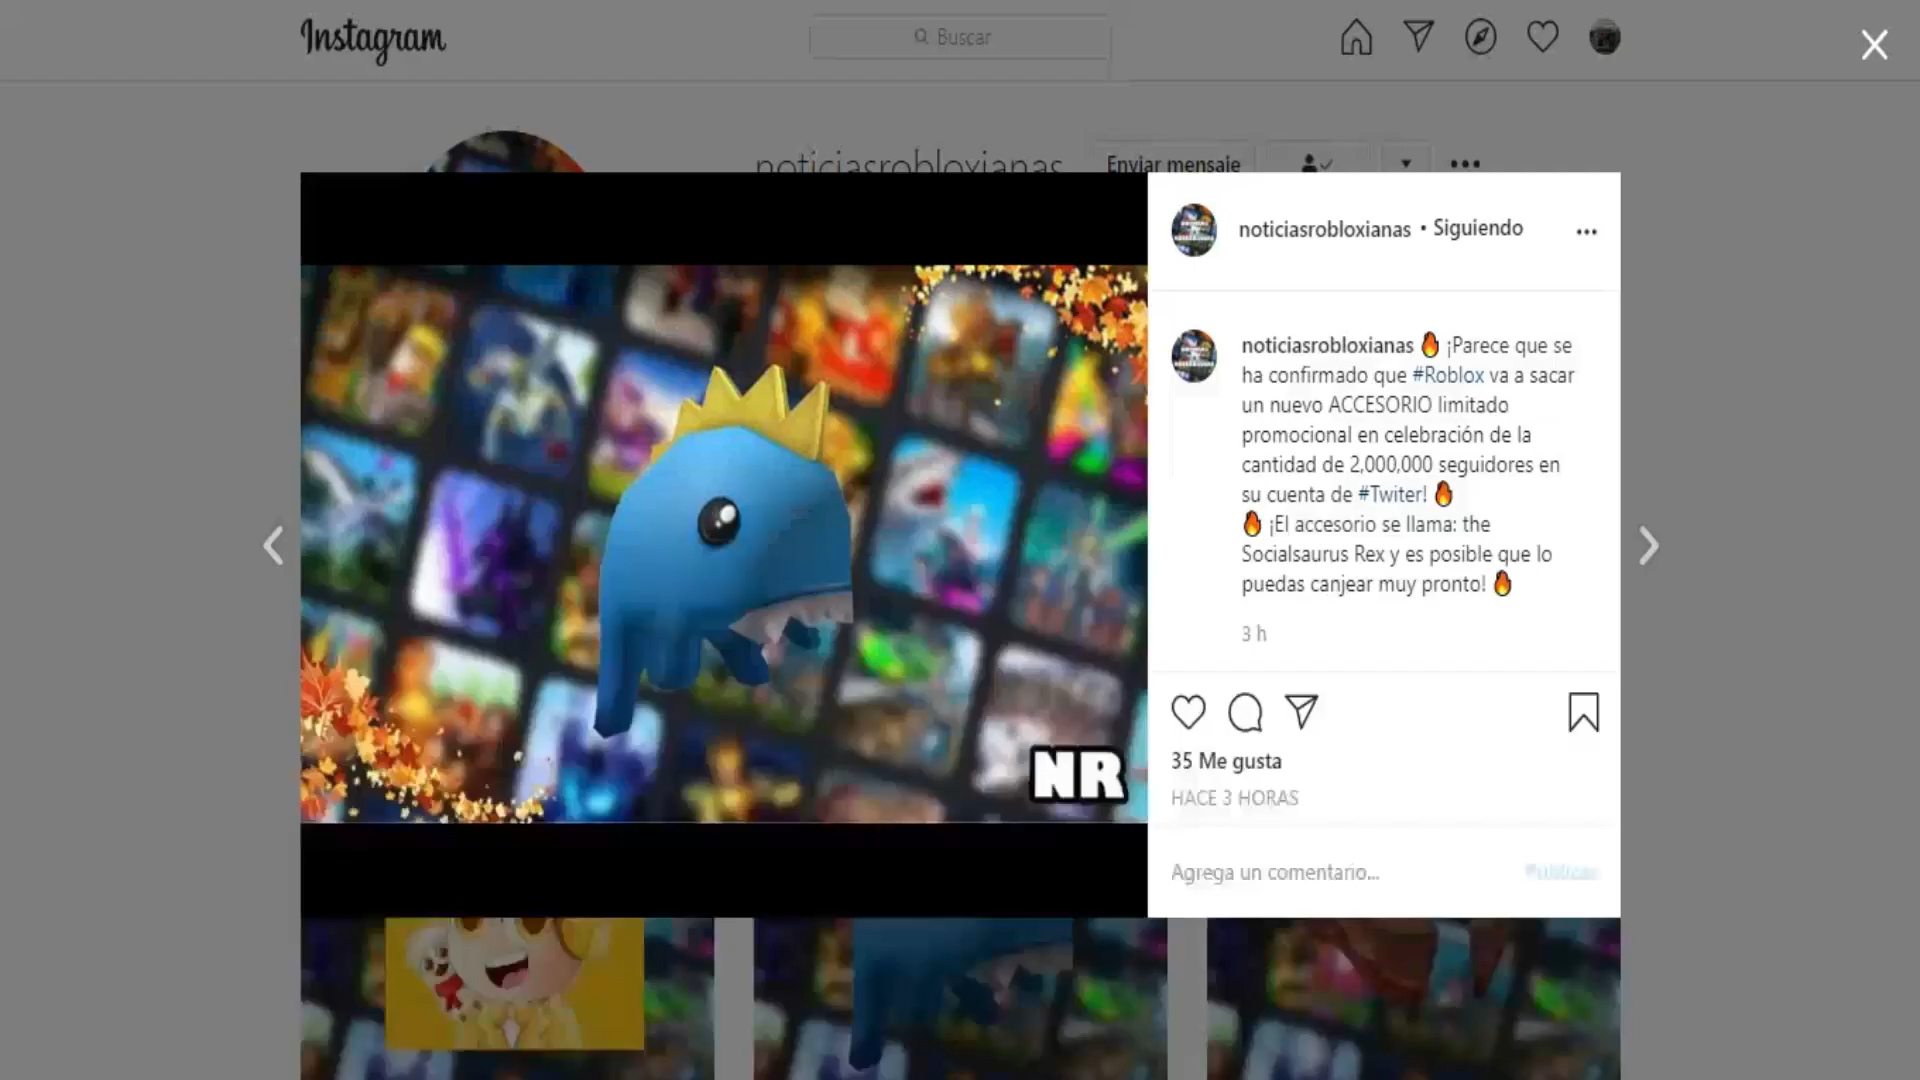 Instagram
Buscar
noticiasrobloxianas
Enviar mensaje
noticiasrobloxianas • Siguiendo
noticiasrobloxianas 🔥 ¡Parece que se
ha confirmado que #Roblox va a sacar
un nuevo ACCESORIO limitado
promocional en celebración de la
cantidad de 2,000,000 seguidores en
su cuenta de #Twiter! 🔥
🔥 ¡El accesorio se llama: the
Socialsaurus Rex y es posible que lo
puedas canjear muy pronto! 🔥
3 h
NR
35 Me gusta
HACE 3 HORAS
Agrega un comentario...
Publicar